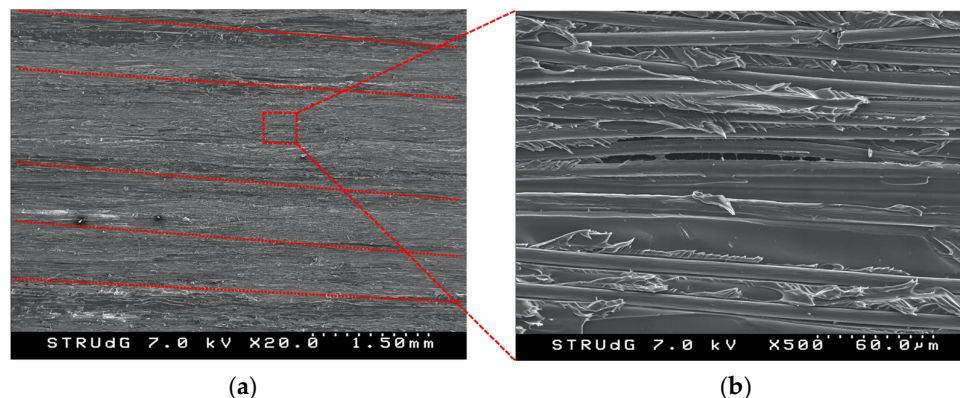 STRUdG 7.0 kV X20.0 1.50mm
STRUdG 7.0 kV X500 60.0µm
(a)
(b)